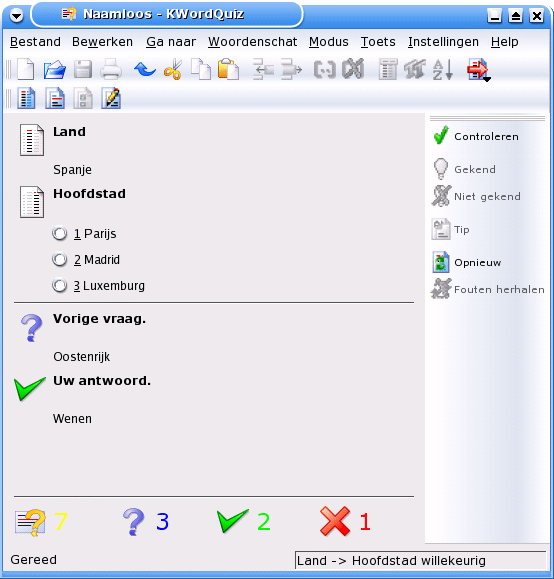 Naamloos - KWordQuiz
Bestand Bewerken Ga naar Woordenschat Modus Toets Instellingen Help
Land
Spanje
Hoofdstad
1 Parijs
2 Madrid
3 Luxemburg
Vorige vraag.
Oostenrijk
Uw antwoord.
Wenen
7 3 2 1
Controleren
Gekend
Niet gekend
Tip
Opnieuw
Fouten herhalen
Gereed
Land -> Hoofdstad willekeurig